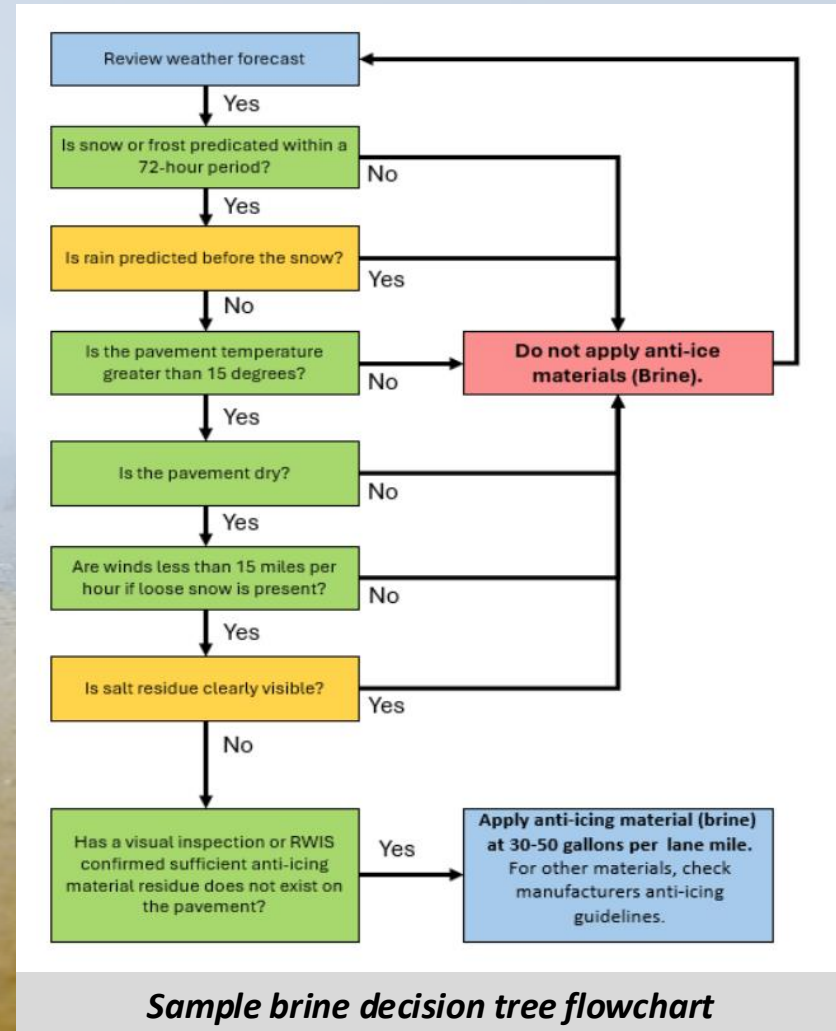 Review weather forecast
Yes
Is snow or frost predicated within a
72-hour period?
No
Yes
Is rain predicted before the snow?
Yes
No
Is the pavement temperature
greater than 15 degrees?
No
Do not apply anti-ice
materials (Brine).
Yes
Is the pavement dry?
No
Yes
Are winds less than 15 miles per
hour if loose snow is present?
No
Yes
Is salt residue clearly visible?
Yes
No
Has a visual inspection or RWIS
confirmed sufficient anti-icing
material residue does not exist on
the pavement?
Yes
Apply anti-icing material (brine)
at 30-50 gallons per lane mile.
For other materials, check
manufacturers anti-icing
guidelines.
Sample brine decision tree flowchart